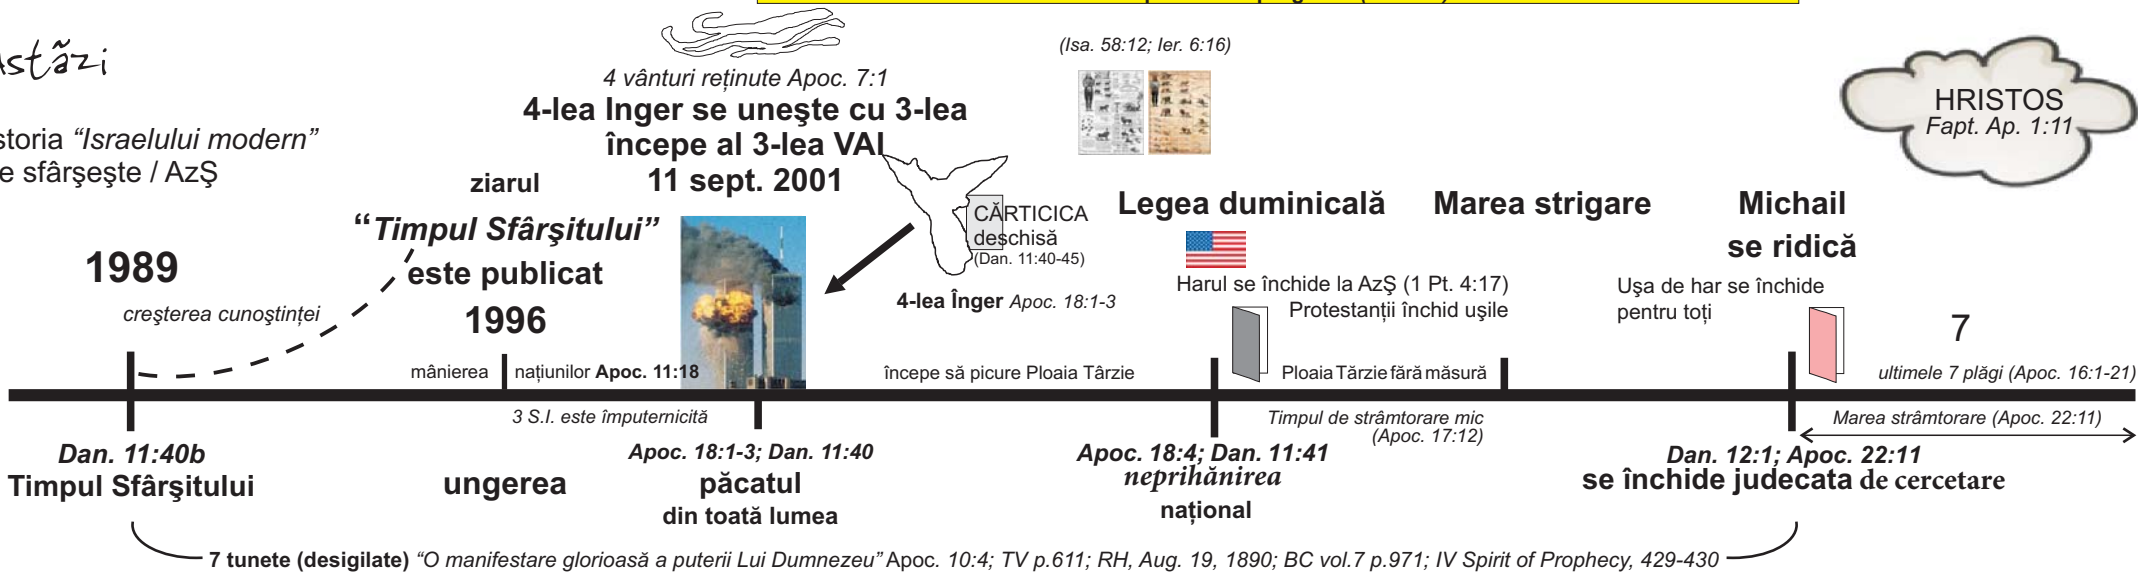 (Isa. 58:12; Ier. 6:16)
Astãzi
4 vânturi reținute Apoc. 7:1
4-lea Inger se uneşte cu 3-lea
începe al 3-lea VAI
11 sept. 2001
HRISTOS
Fapt. Ap. 1:11
storia “Israelului modern”
e sfârşeşte / AzŞ
ziarul
“Timpul Sfârşitului”
este publicat
1996
1989
creşterea cunoştinței
CĂRTICICA
deschisă
(Dan. 11:40-45)
4-lea Înger Apoc. 18:1-3
Legea duminicală
Marea strigare
Michail
se ridică
Harul se închide la AzŞ (1 Pt. 4:17)
Protestanții închid uşile
Uşa de har se închide
pentru toți
7
mânierea națiunilor Apoc. 11:18
începe să picure Ploaia Târzie
Ploaia Tărzie fără măsură
ultimele 7 plăgi (Apoc. 16:1-21)
3 S.I. este împuternicită
Timpul de strâmtorare mic
(Apoc. 17:12)
Marea strâmtorare (Apoc. 22:11)
Dan. 11:40b
Timpul Sfârşitului
ungerea
Apoc. 18:1-3; Dan. 11:40
păcatul
din toată lumea
Apoc. 18:4; Dan. 11:41
neprihănirea
național
Dan. 12:1; Apoc. 22:11
se închide judecata de cercetare
7 tunete (desigilate) “O manifestare glorioasă a puterii Lui Dumnezeu” Apoc. 10:4; TV p.611; RH, Aug. 19, 1890; BC vol.7 p.971; IV Spirit of Prophecy, 429-430